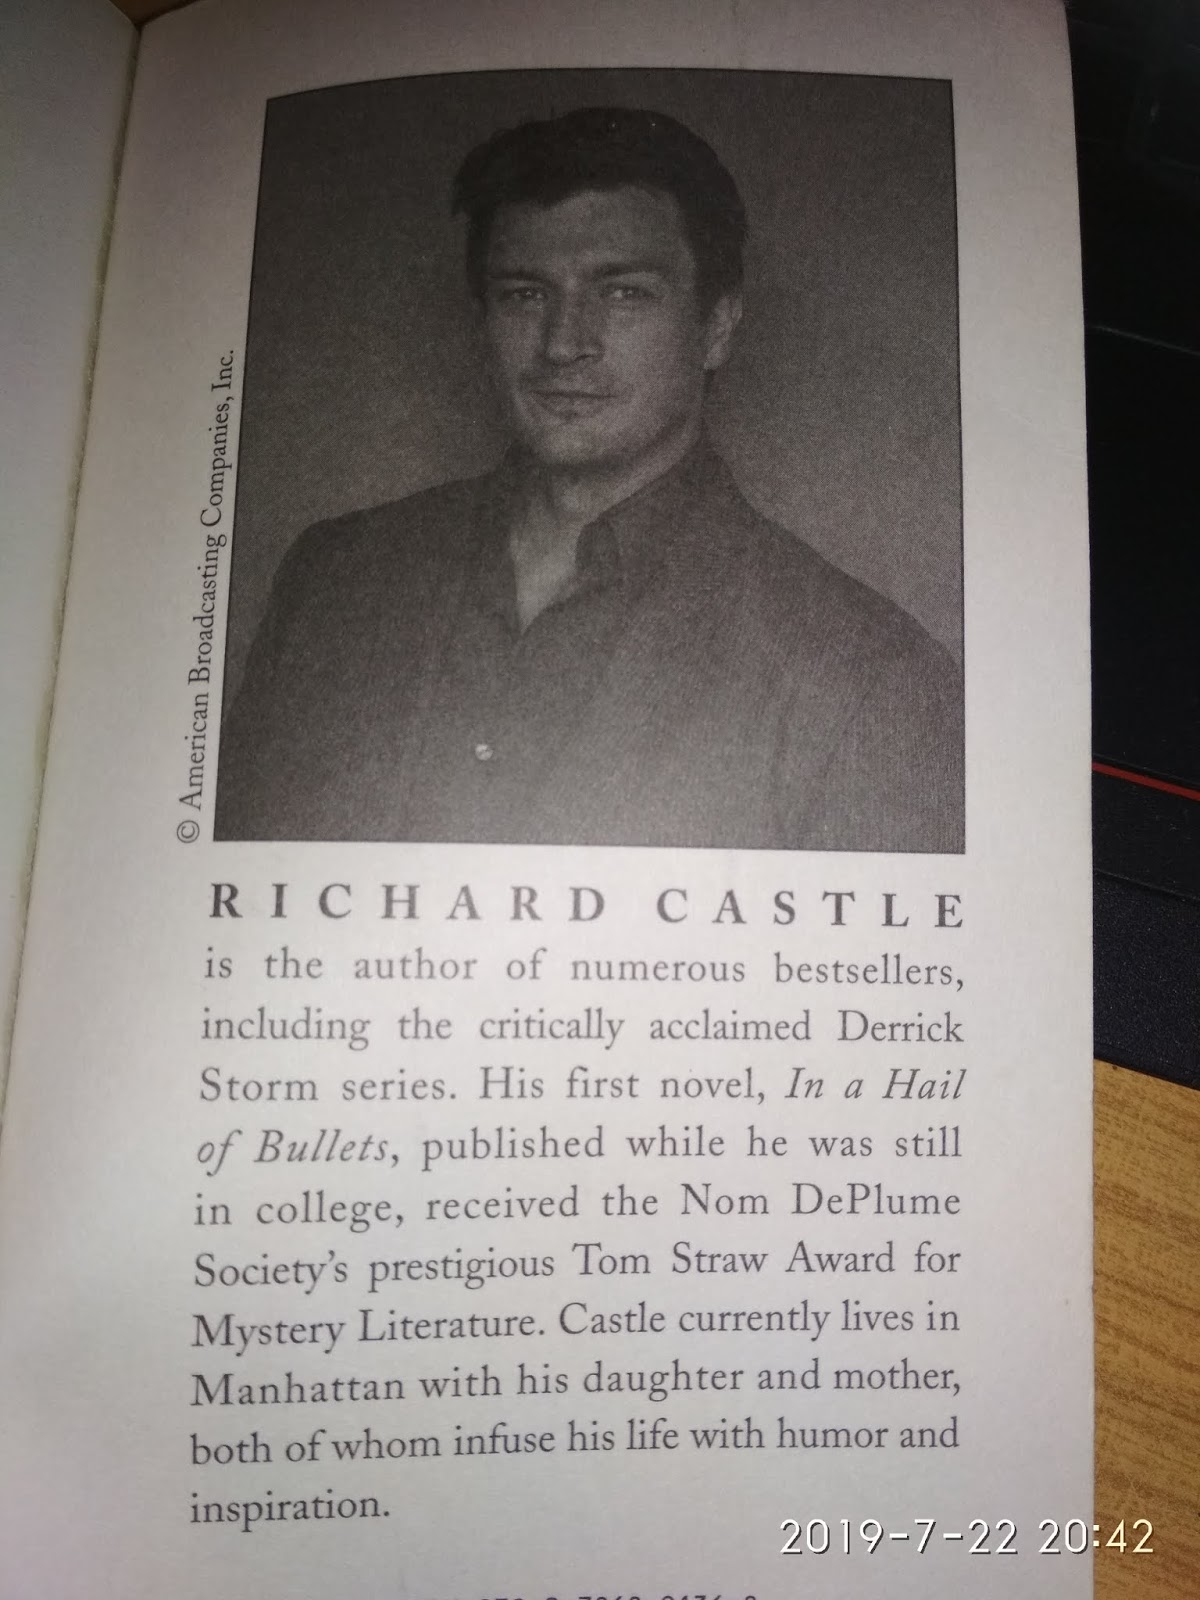 © American Broadcasting Companies, Inc.
RICHARD CASTLE
is the author of numerous bestsellers,
including the critically acclaimed Derrick
Storm series. His first novel, In a Hail
of Bullets, published while he was still
in college, received the Nom DePlume
Society's prestigious Tom Straw Award for
Mystery Literature. Castle currently lives in
Manhattan with his daughter and mother,
both of whom infuse his life with humor and
inspiration.
2019-7-22 20:42